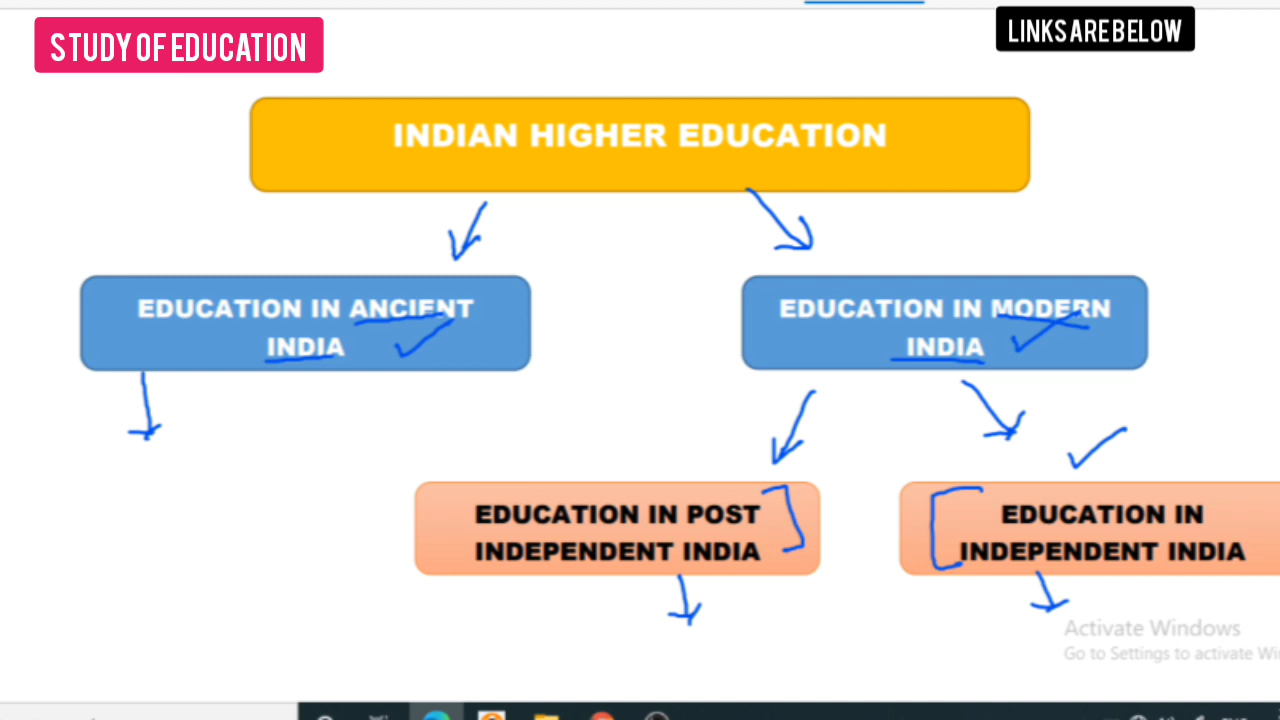 STUDY OF EDUCATION
LINKS ARE BELOW
INDIAN HIGHER EDUCATION
EDUCATION IN ANCIENT
INDIA
EDUCATION IN MODERN
INDIA
EDUCATION IN POST
INDEPENDENT INDIA
EDUCATION IN
INDEPENDENT INDIA
Activate Windows
Go to Settings to activate